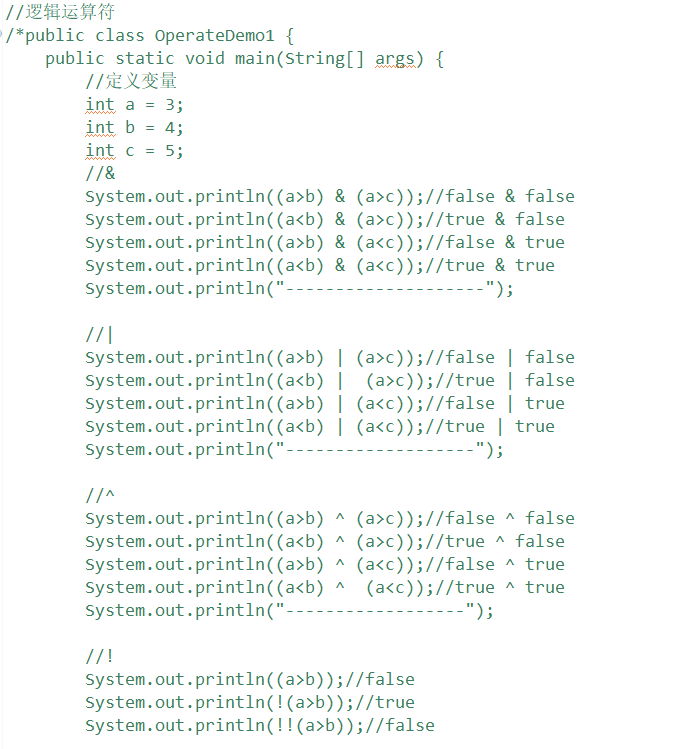 //逻辑运算符
/*public class OperateDemo1 {
    public static void main(String[] args) {
        //定义变量
        int a = 3;
        int b = 4;
        int c = 5;
        //&
        System.out.println((a>b) & (a>c));//false & false
        System.out.println((a<b) & (a>c));//true & false
        System.out.println((a>b) & (a<c));//false & true
        System.out.println((a<b) & (a<c));//true & true
        System.out.println("--------------------");

        //|
        System.out.println((a>b) | (a>c));//false | false
        System.out.println((a<b) |  (a>c));//true | false
        System.out.println((a>b) | (a<c));//false | true
        System.out.println((a<b) | (a<c));//true | true
        System.out.println("-------------------");

        //^
        System.out.println((a>b) ^ (a>c));//false ^ false
        System.out.println((a<b) ^ (a>c));//true ^ false
        System.out.println((a>b) ^ (a<c));//false ^ true
        System.out.println((a<b) ^  (a<c));//true ^ true
        System.out.println("------------------");

        //!
        System.out.println((a>b));//false
        System.out.println(!(a>b));//true
        System.out.println(!!(a>b));//false